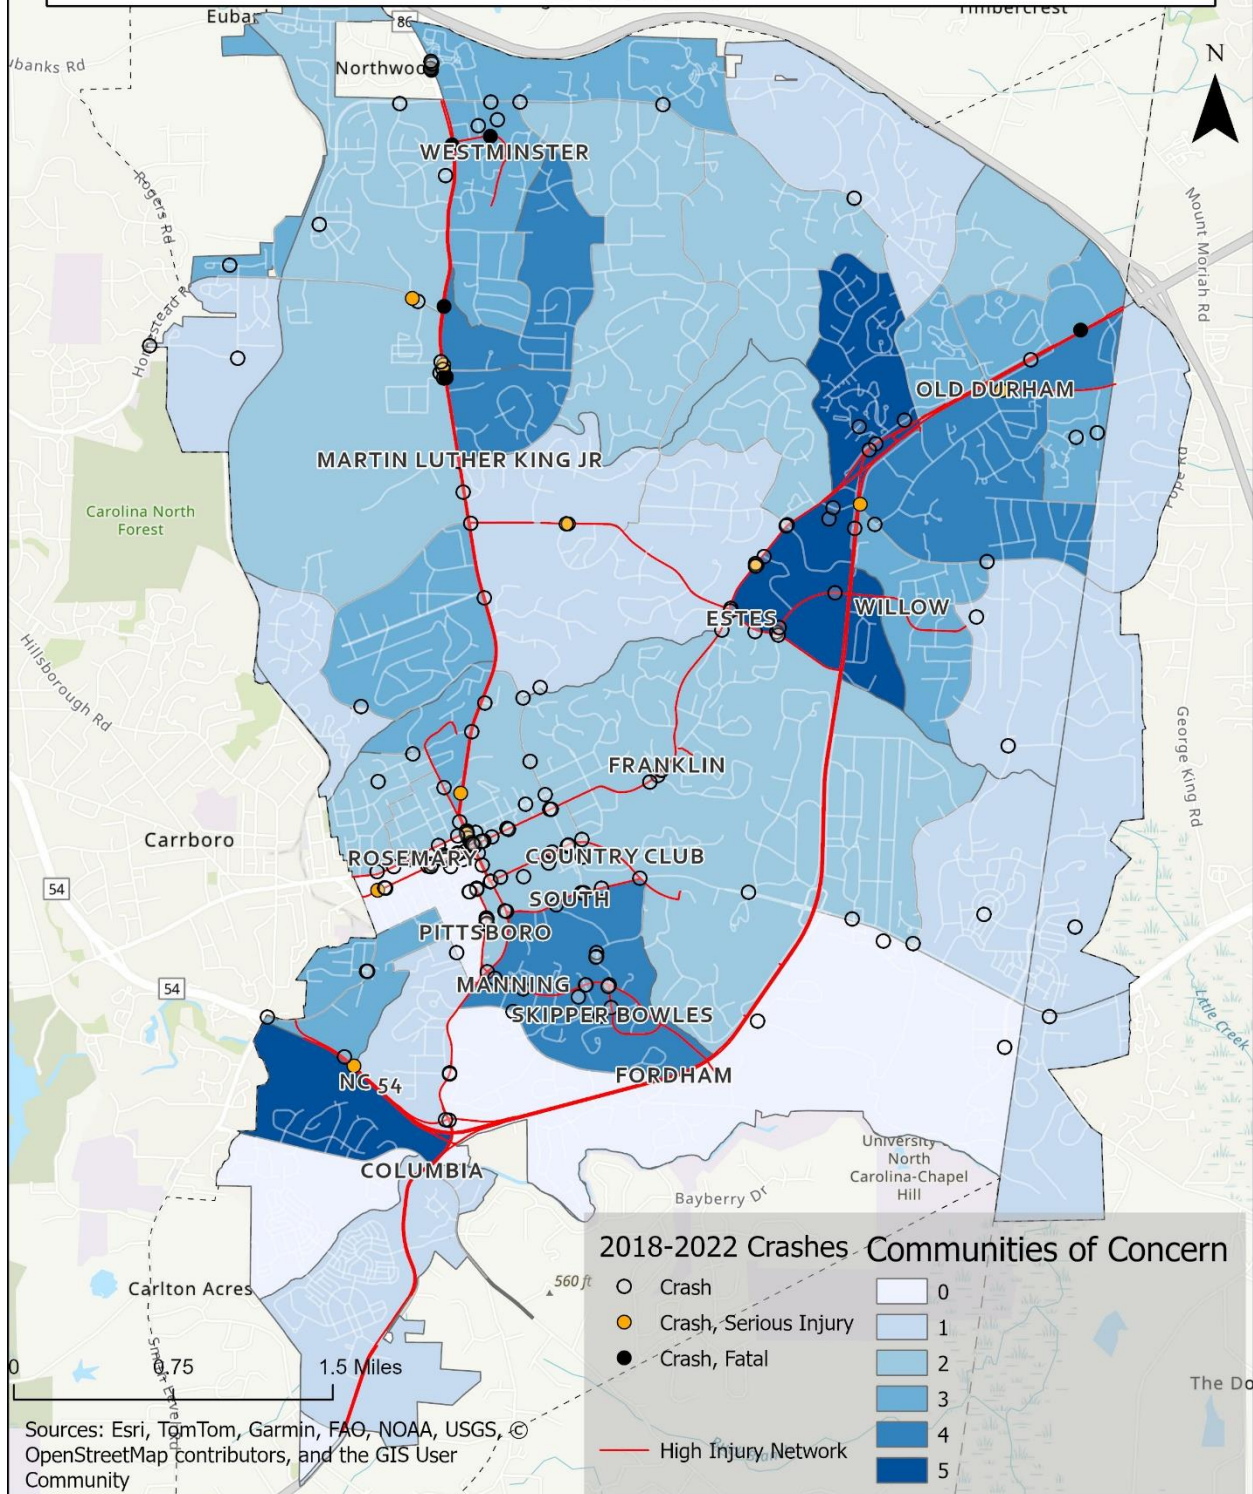 Eubanks Rd
86
N
Northwood
WESTMINSTER
Rogers Rd
Mount Moriah Rd
OLD DURHAM
MARTIN LUTHER KING JR
Pope Rd
Carolina North
Forest
ESTES
WILLOW
Hillsborough Rd
George King Rd
FRANKLIN
Carrboro
ROSEMARY
COUNTRY CLUB
54
SOUTH
PITTSBORO
54
MANNING
SKIPPER BOWLES
Little Creek
NC 54
FORDHAM
University
North
Carolina-Chapel
Hill
COLUMBIA
Bayberry Dr
Carlton Acres
560 ft
2018-2022 Crashes
Crash
Crash, Serious Injury
Crash, Fatal
High Injury Network
Communities of Concern
0
1
2
3
4
5
0 0.75 1.5 Miles
The Do
Sources: Esri, TomTom, Garmin, FAO, NOAA, USGS, ©
OpenStreetMap contributors, and the GIS User
Community